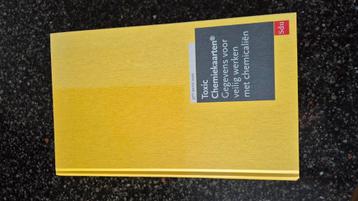 Sdu
Toxic
Chemiekaarten®
Gegevens voor
veilig werken
met chemicaliën